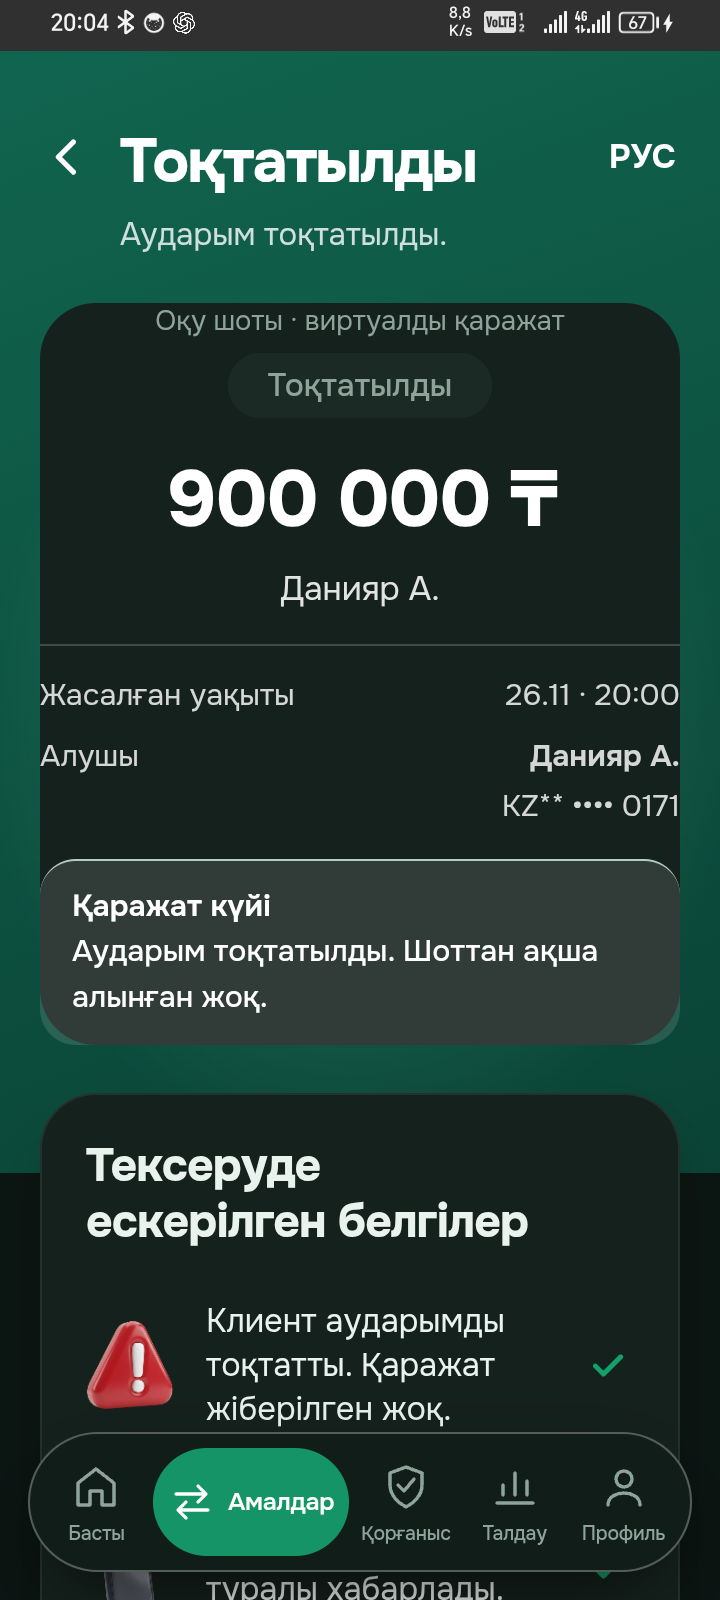 20:04
8,8
K/s
VoLTE 1
2
4G
67
Тоқтатылды
РУС
Аударым тоқтатылды.
Оқу шоты · виртуалды қаражат
Тоқтатылды
900 000 ₸
Данияр А.
Жасалған уақыты 26.11 · 20:00
Алушы Данияр А.
KZ** •••• 0171
Қаражат күйі
Аударым тоқтатылды. Шоттан ақша
алынған жоқ.
Тексеруде
ескерілген белгілер
Клиент аударымды
тоқтатты. Қаражат
жіберілген жоқ.
Басты
Амалдар
Қорғаныс
Талдау
Профиль
туралы хабарлады.